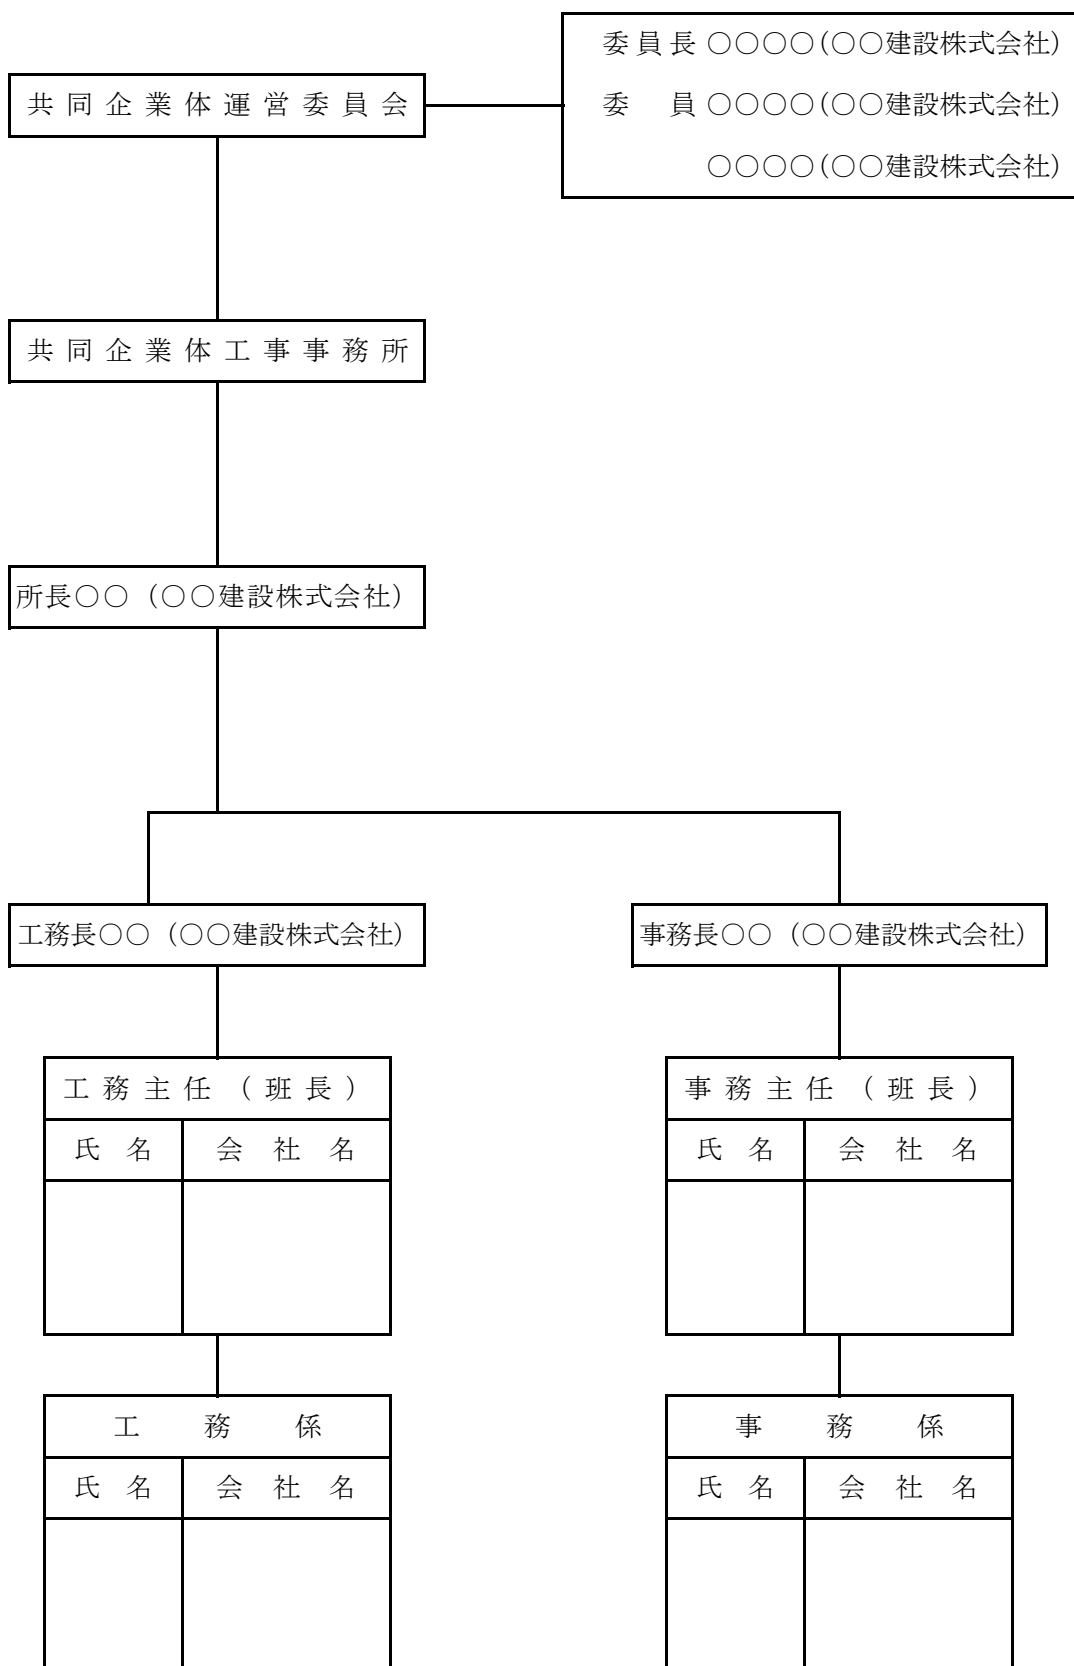 委員長 ○○○○(○○建設株式会社)
共同企業体運営委員会
委　員 ○○○○(○○建設株式会社)
○○○○(○○建設株式会社)
共同企業体工事事務所
所長○○（○○建設株式会社）
工務長○○（○○建設株式会社）
事務長○○（○○建設株式会社）
工務主任（班長）
氏名　会社名
事務主任（班長）
氏名　会社名
工務係
氏名　会社名
事務係
氏名　会社名